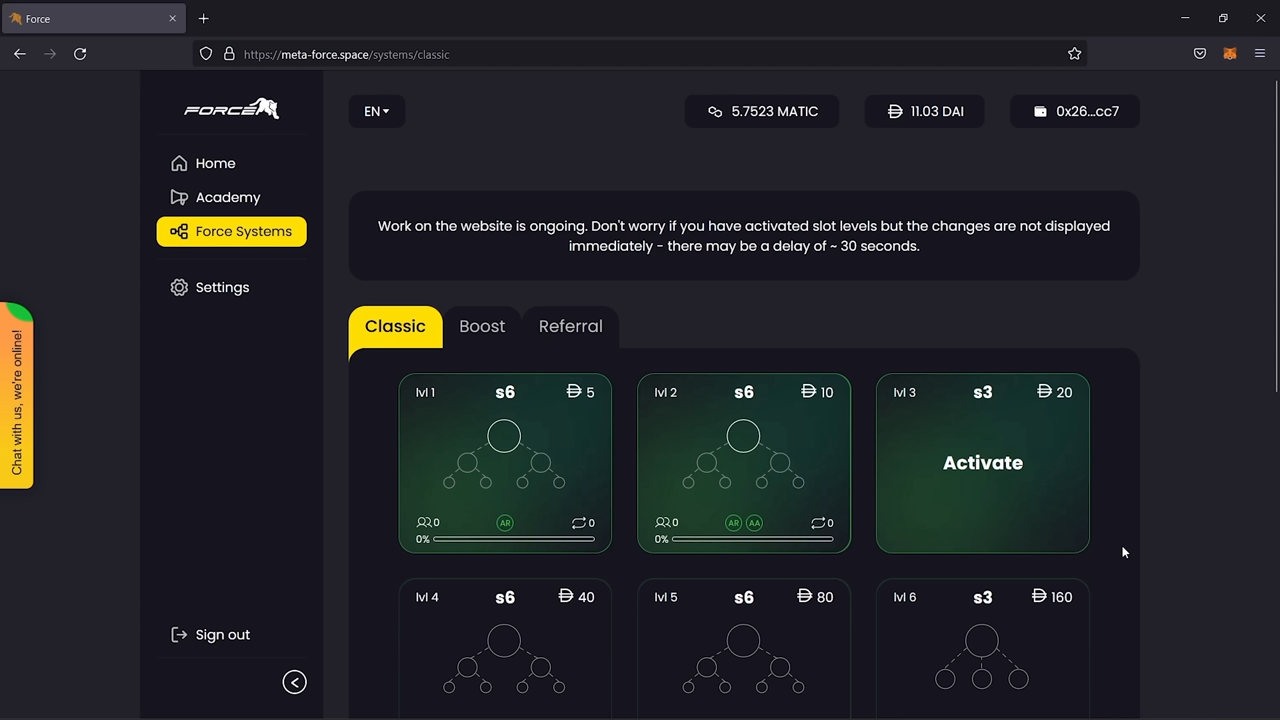 Force
https://meta-force.space/systems/classic
FORCE
EN
5.7523 MATIC
11.03 DAI
0x26...cc7
Home
Academy
Force Systems
Settings
Sign out
Chat with us, we're online!
Work on the website is ongoing. Don't worry if you have activated slot levels but the changes are not displayed
immediately - there may be a delay of ~ 30 seconds.
Classic
Boost
Referral
lvl 1 s6 5
0 AR 0
0%
lvl 2 s6 10
0 AR AA 0
0%
lvl 3 s3 20
Activate
lvl 4 s6 40
lvl 5 s6 80
lvl 6 s3 160